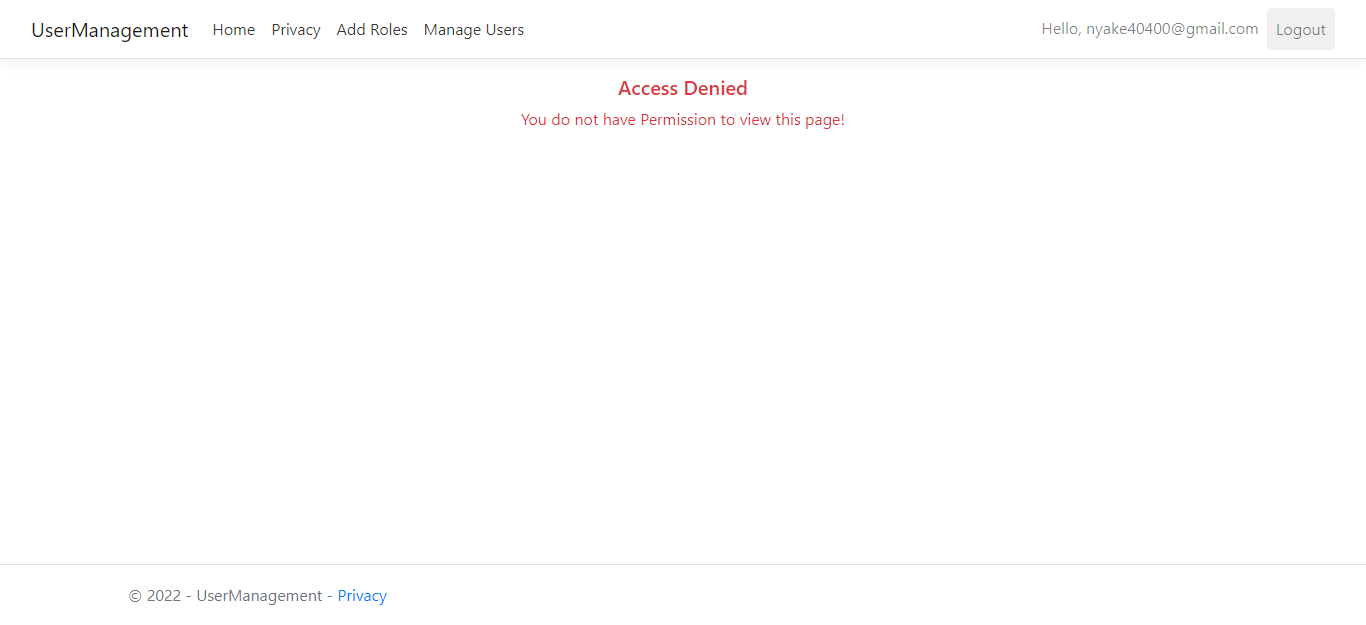 UserManagement Home Privacy Add Roles Manage Users Hello, nyake40400@gmail.com Logout
Access Denied
You do not have Permission to view this page!
© 2022 - UserManagement - Privacy